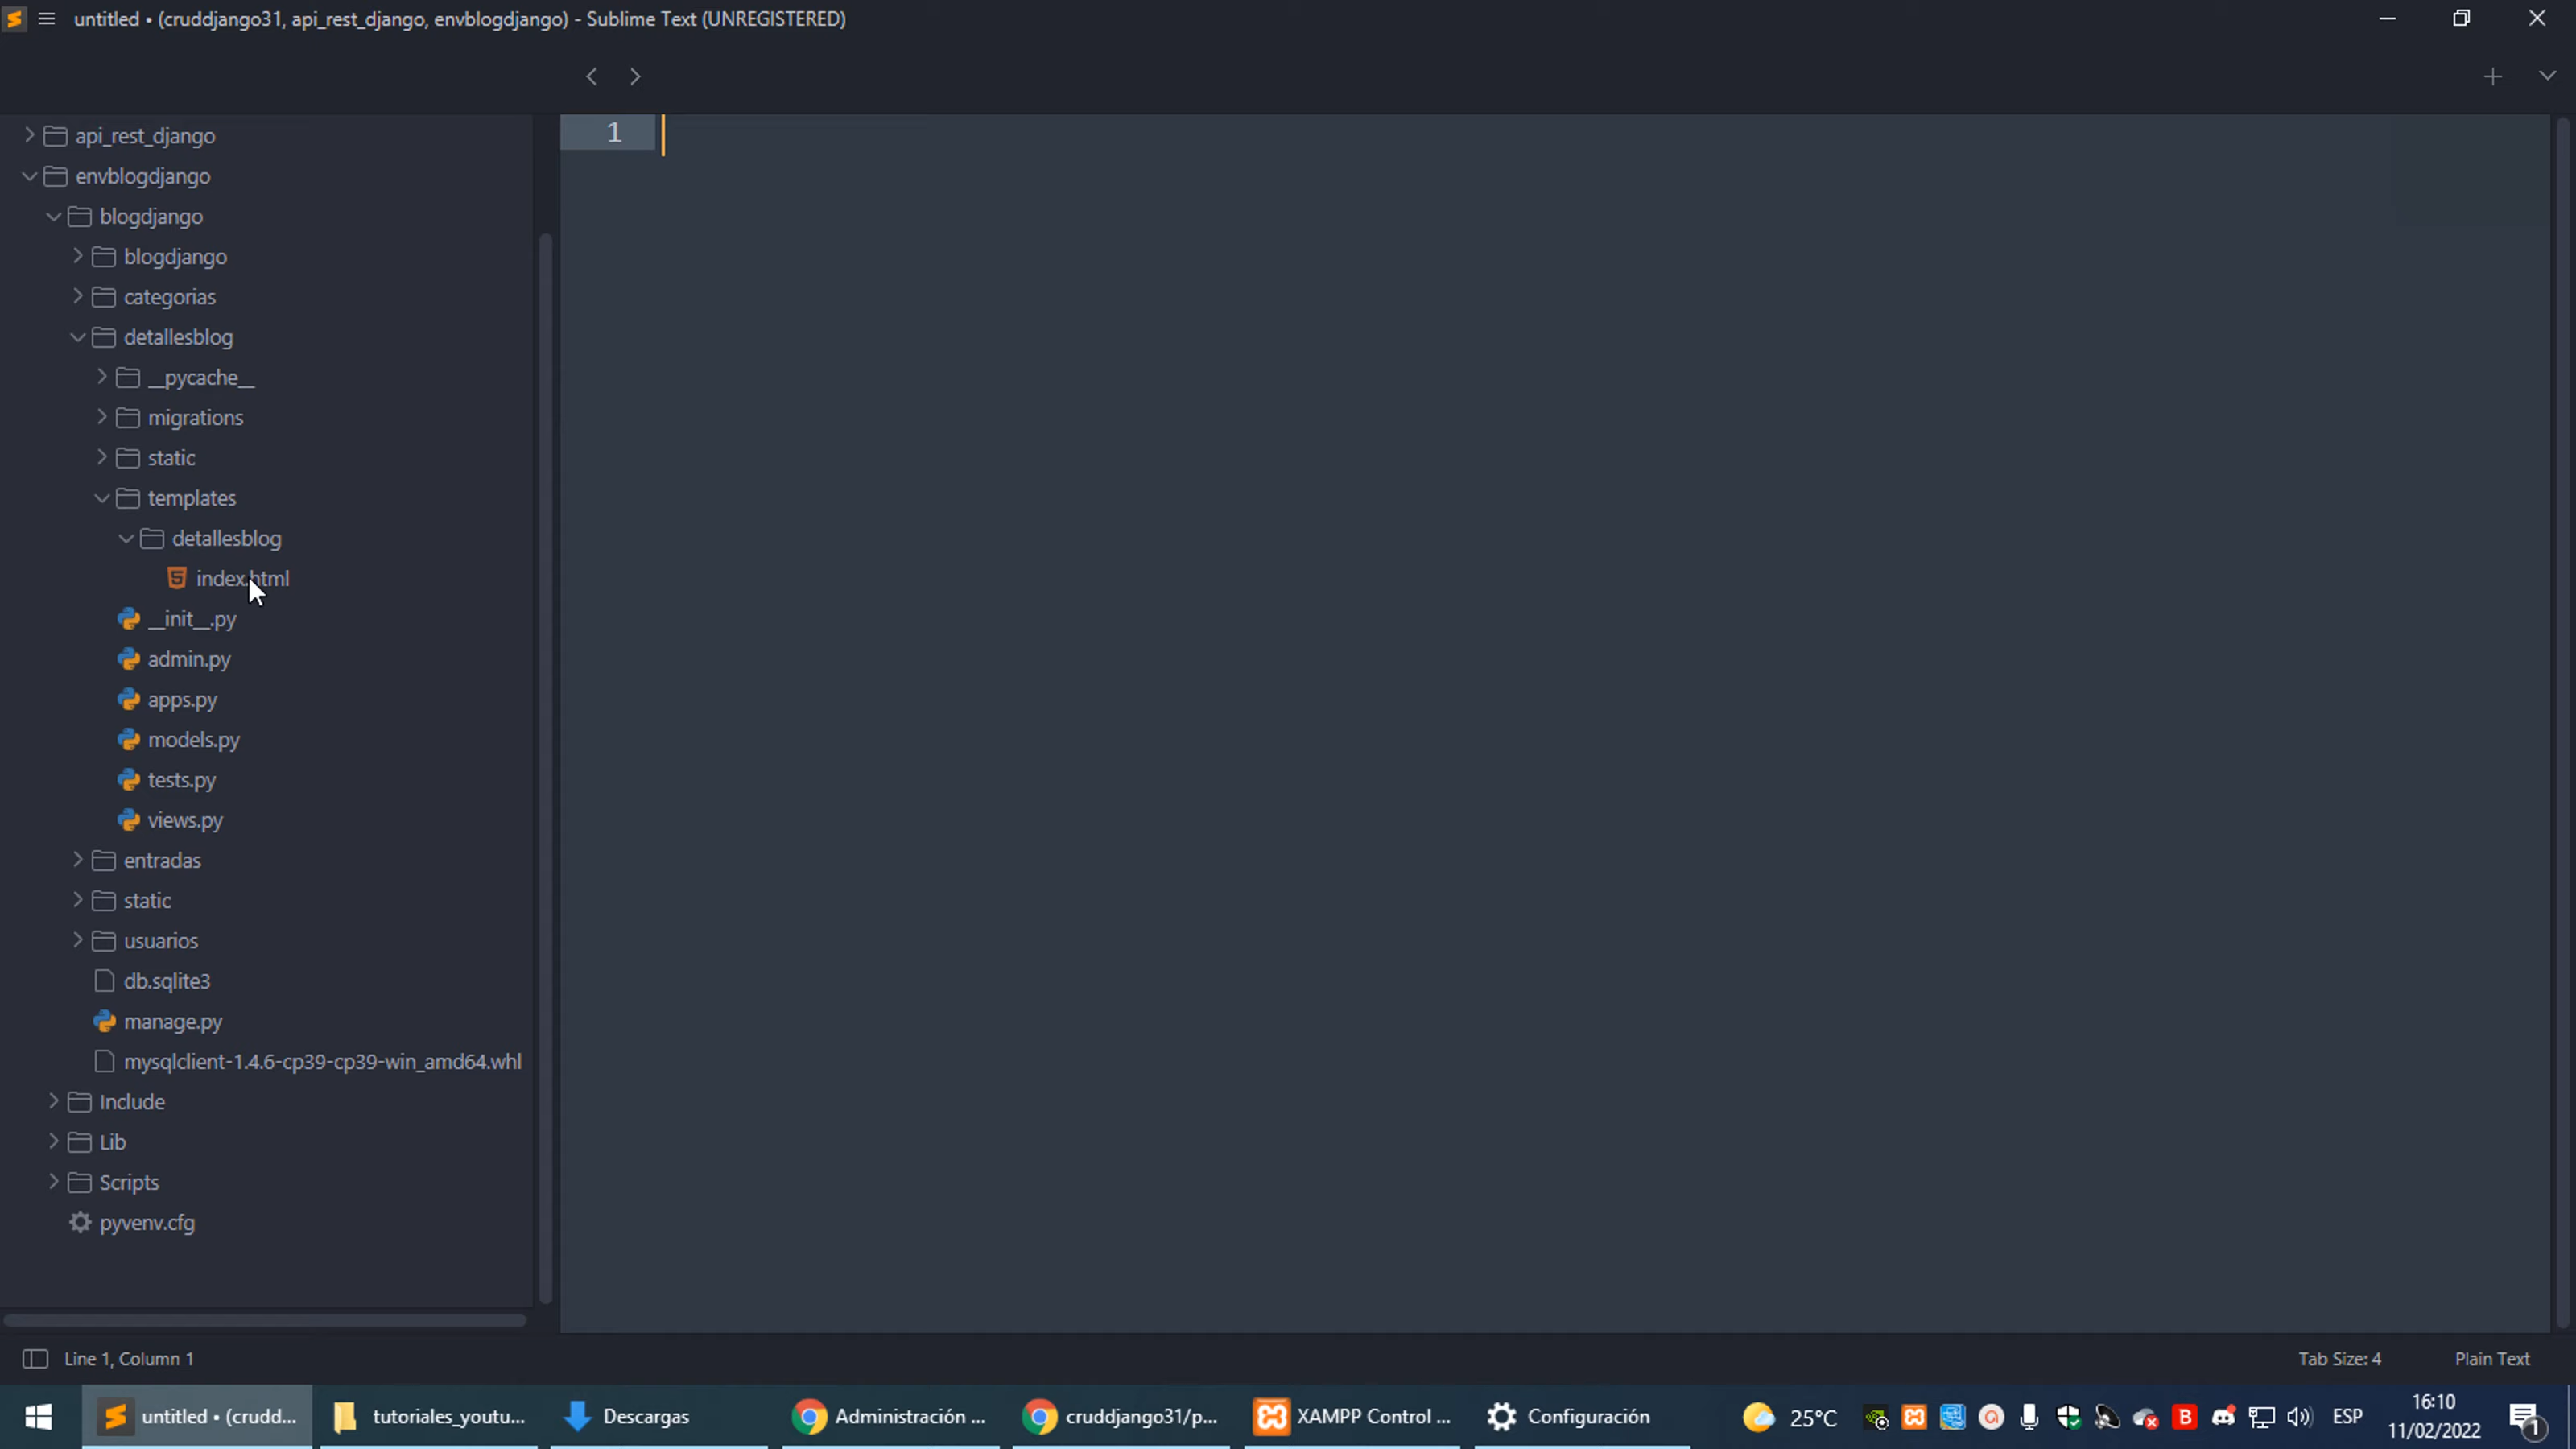 untitled • (cruddjango31, api_rest_django, envblogdjango) - Sublime Text (UNREGISTERED)
api_rest_django
envblogdjango
blogdjango
blogdjango
categorias
detallesblog
__pycache__
migrations
static
templates
detallesblog
index.html
__init__.py
admin.py
apps.py
models.py
tests.py
views.py
entradas
static
usuarios
db.sqlite3
manage.py
mysqlclient-1.4.6-cp39-cp39-win_amd64.whl
Include
Lib
Scripts
pyvenv.cfg
1
Line 1, Column 1
Tab Size: 4
Plain Text
untitled • (crudd...
tutoriales_youtu...
Descargas
Administración ...
cruddjango31/p...
XAMPP Control ...
Configuración
25°C
B
ESP
16:10
11/02/2022
1